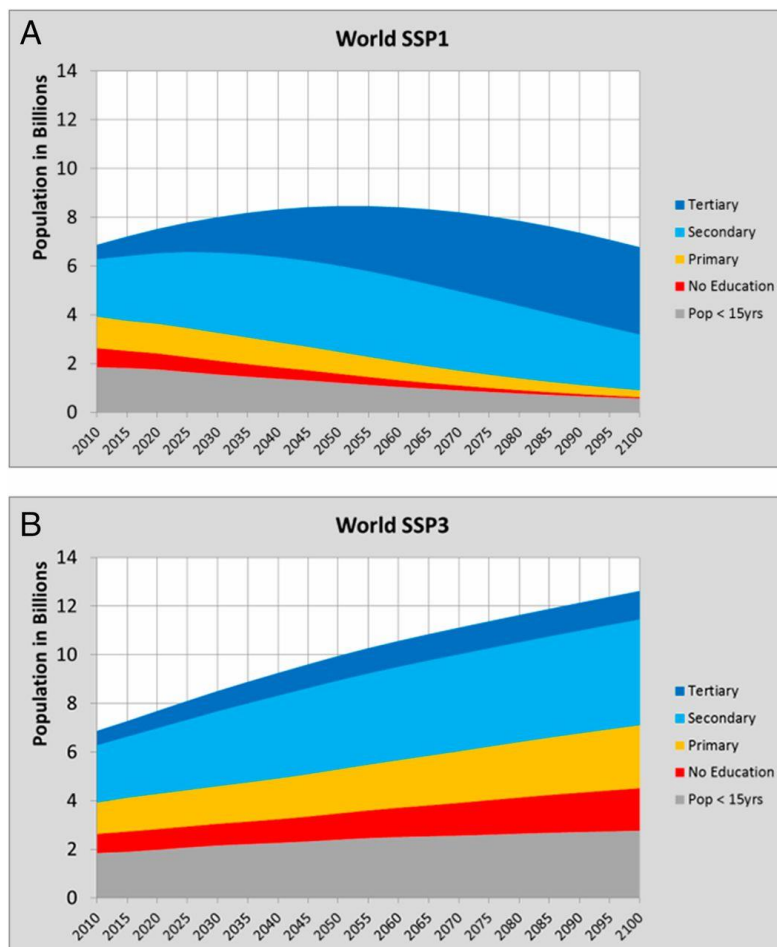 A
World SSP1
Population in Billions
14
12
10
8
6
4
2
0
2010 2015 2020 2025 2030 2035 2040 2045 2050 2055 2060 2065 2070 2075 2080 2085 2090 2095 2100
Tertiary
Secondary
Primary
No Education
Pop < 15yrs
B
World SSP3
Population in Billions
14
12
10
8
6
4
2
0
2010 2015 2020 2025 2030 2035 2040 2045 2050 2055 2060 2065 2070 2075 2080 2085 2090 2095 2100
Tertiary
Secondary
Primary
No Education
Pop < 15yrs